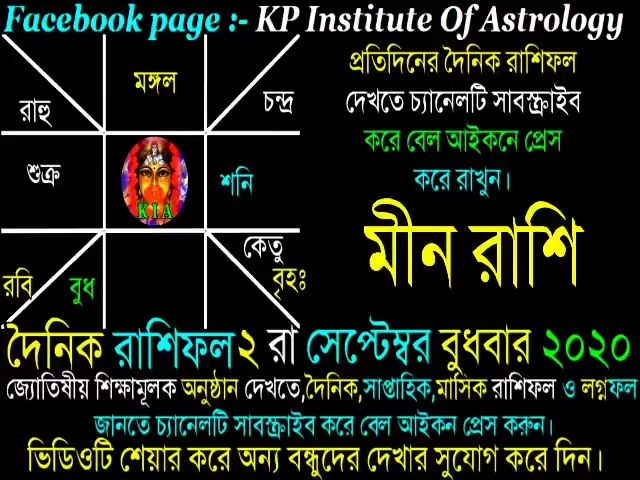 Facebook page :- KP Institute Of Astrology
রাহু
মঙ্গল
চন্দ্র
শুক্র
KIA
শনি
রবি
বুধ
কেতু
বৃহঃ
প্রতিদিনের দৈনিক রাশিফল
দেখতে চ্যানেলটি সাবস্ক্রাইব
করে বেল আইকনে প্রেস
করে রাখুন।
মীন রাশি
দৈনিক রাশিফল ২ রা সেপ্টেম্বর বুধবার ২০২০
জ্যোতিষীয় শিক্ষামূলক অনুষ্ঠান দেখতে,দৈনিক,সাপ্তাহিক,মাসিক রাশিফল ও লগ্নফল
জানতে চ্যানেলটি সাবস্ক্রাইব করে বেল আইকন প্রেস করুন।
ভিডিওটি শেয়ার করে অন্য বন্ধুদের দেখার সুযোগ করে দিন।